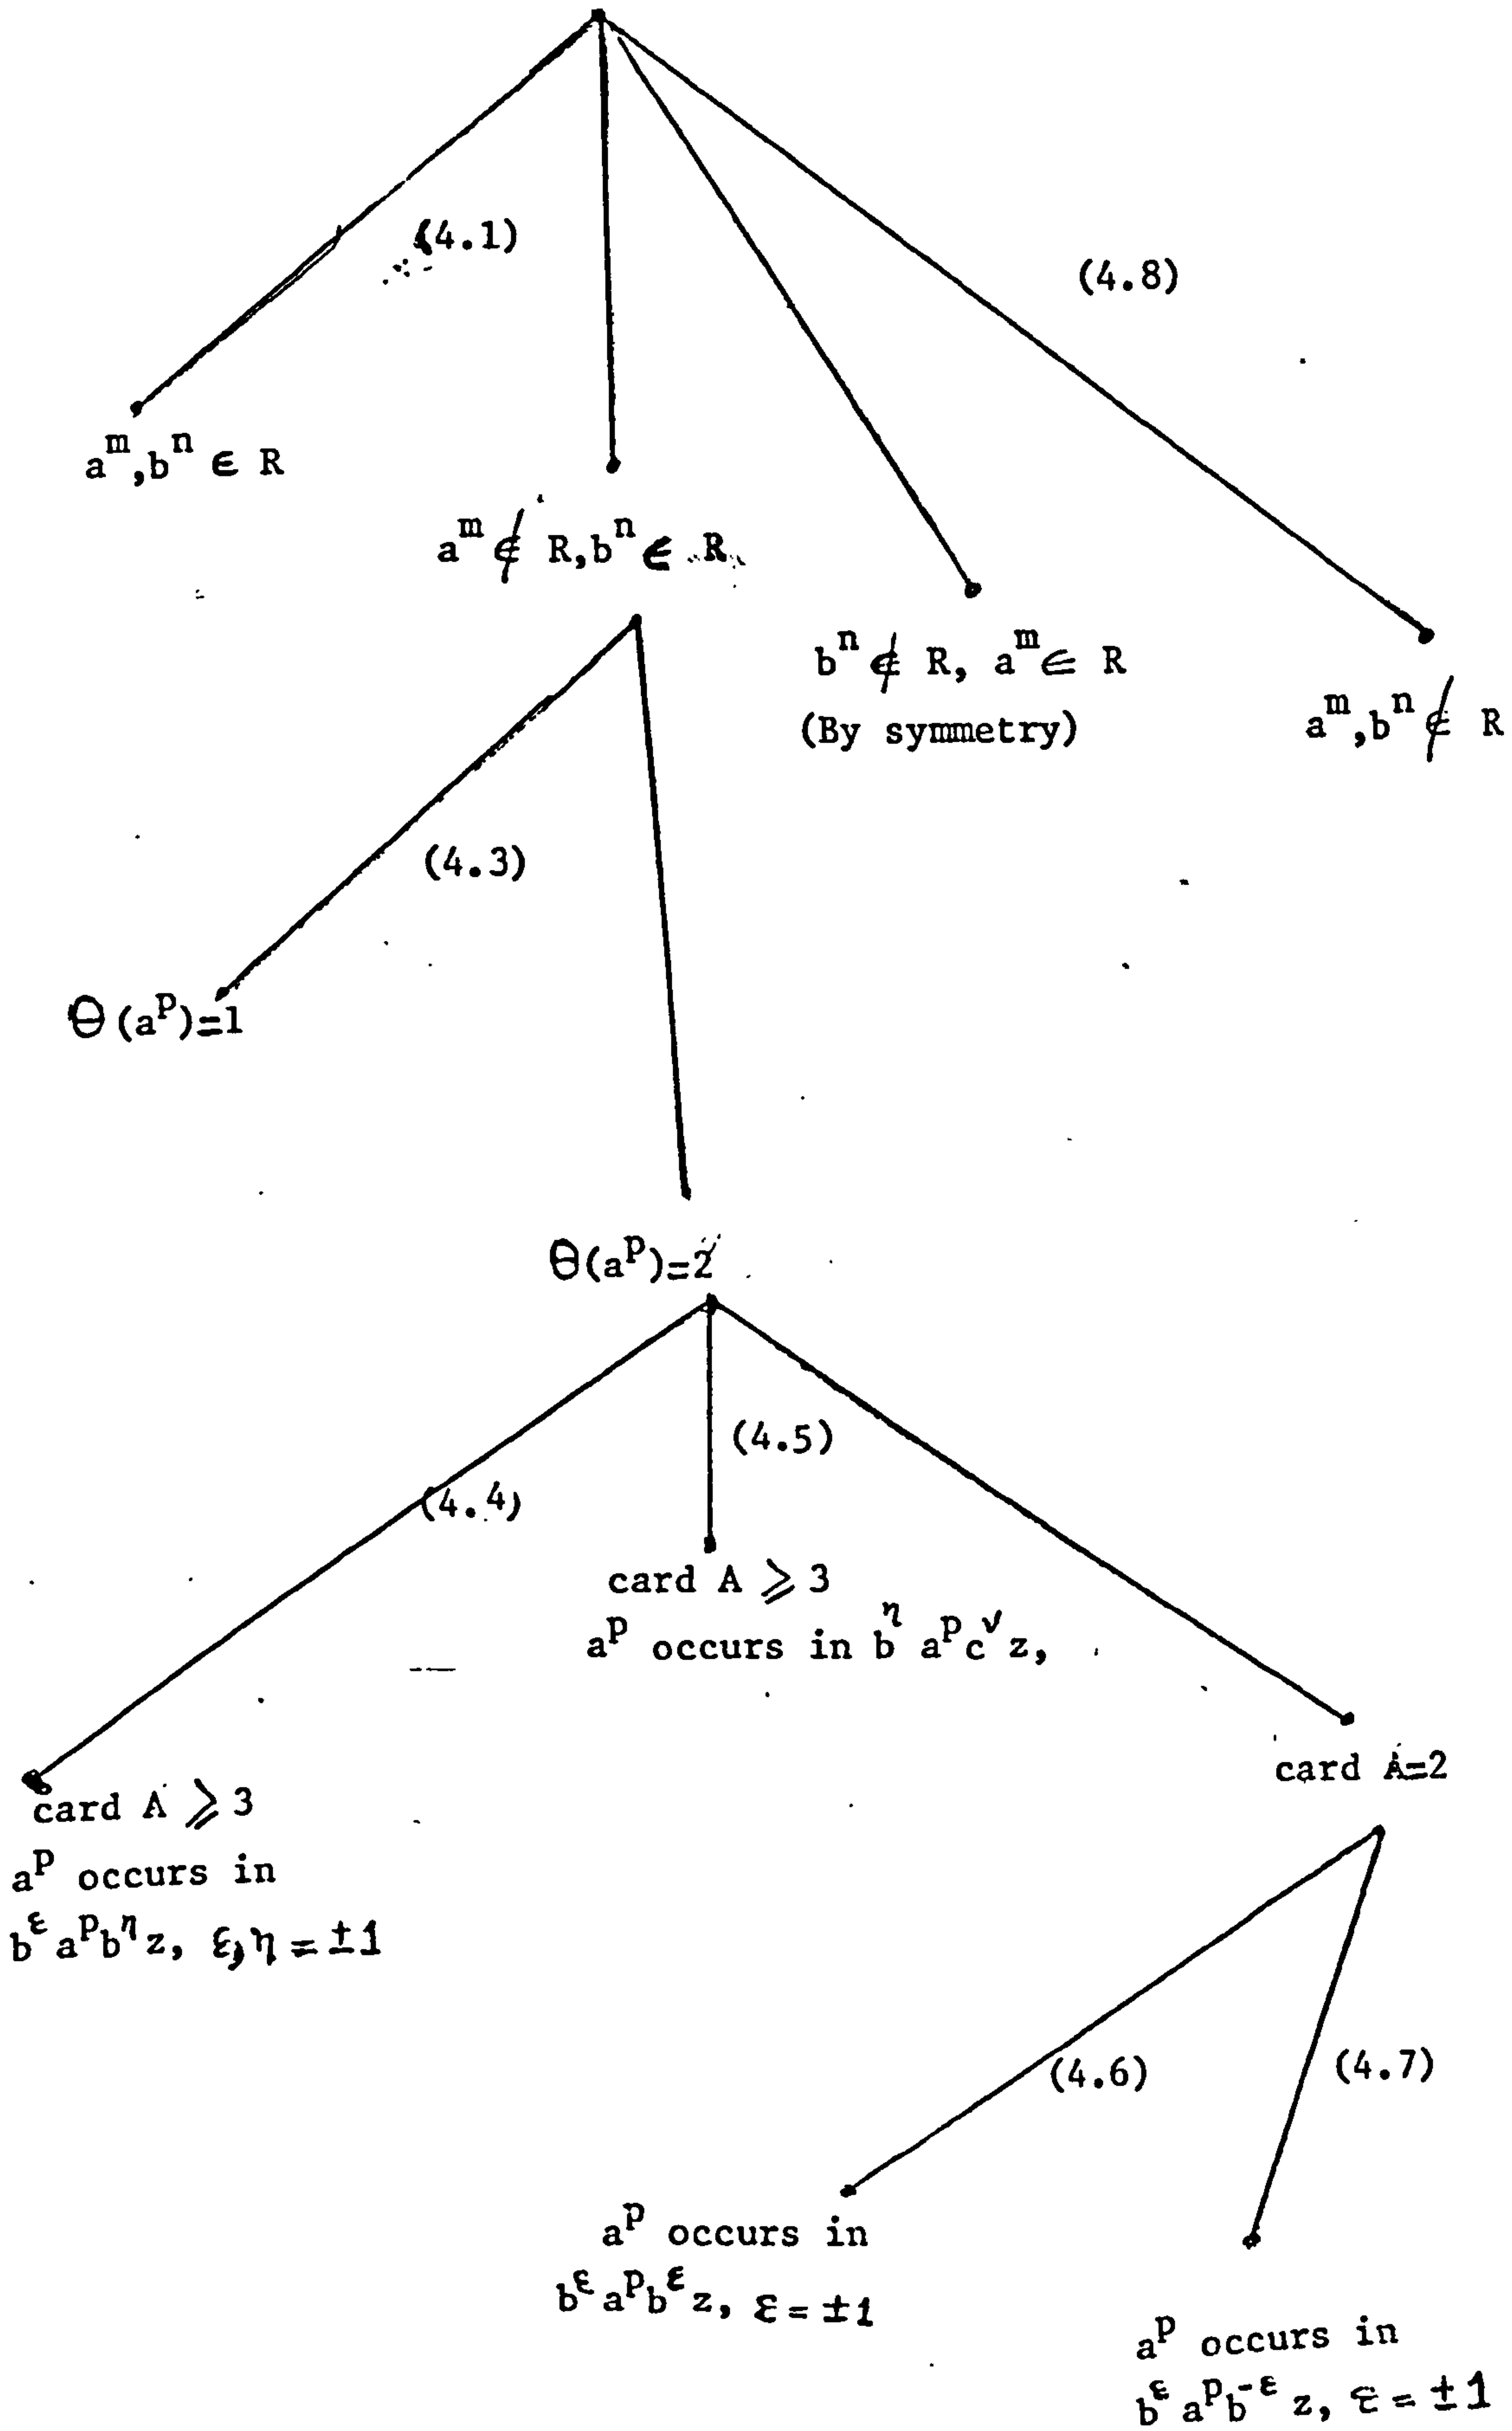 (4.1)
(4.8)
a^m,b^n ∈ R
a^m ∉ R,b^n ∈ R
b^n ∉ R, a^m ∈ R
(By symmetry)
a^m,b^n ∉ R
(4.3)
Θ(a^p)=1
Θ(a^p)=2
(4.5)
(4.4)
card A ⩾ 3
a^p occurs in b^η a^p c^ν z,
card A=2
card A ⩾ 3
a^p occurs in
b^ε a^p b^η z, ε,η = ±1
(4.6)
(4.7)
a^p occurs in
b^ε a^p b^ε z, ε = ±1
a^p occurs in
b^ε a^p b^-ε z, ε = ±1